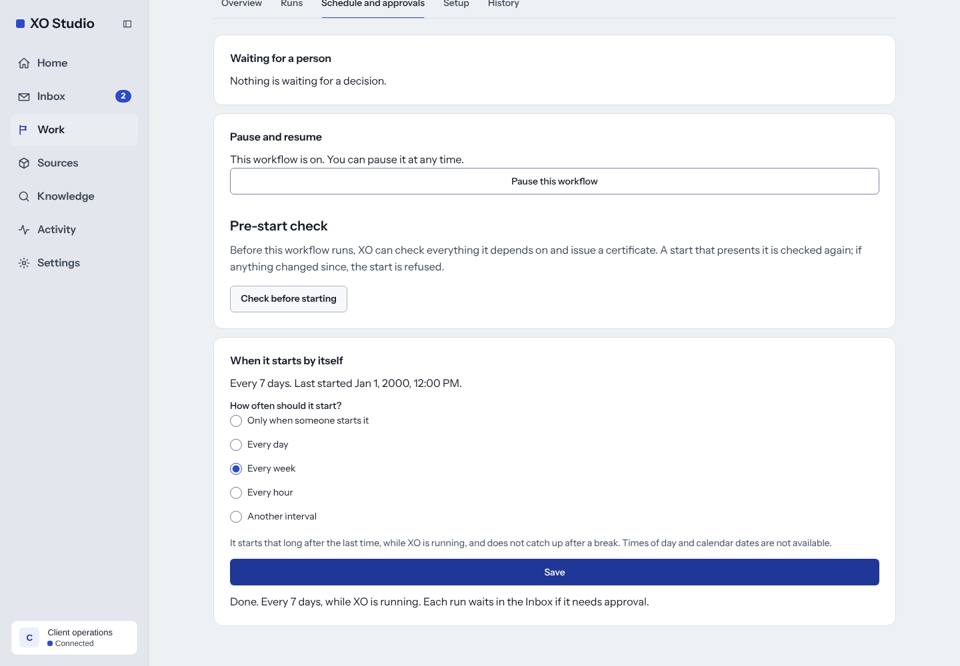 XO Studio
Home
Inbox 2
Work
Sources
Knowledge
Activity
Settings
C
Client operations
Connected
Overview Runs Schedule and approvals Setup History
Waiting for a person
Nothing is waiting for a decision.
Pause and resume
This workflow is on. You can pause it at any time.
Pause this workflow
Pre-start check
Before this workflow runs, XO can check everything it depends on and issue a certificate. A start that presents it is checked again; if
anything changed since, the start is refused.
Check before starting
When it starts by itself
Every 7 days. Last started Jan 1, 2000, 12:00 PM.
How often should it start?
Only when someone starts it
Every day
Every week
Every hour
Another interval
It starts that long after the last time, while XO is running, and does not catch up after a break. Times of day and calendar dates are not available.
Save
Done. Every 7 days, while XO is running. Each run waits in the Inbox if it needs approval.